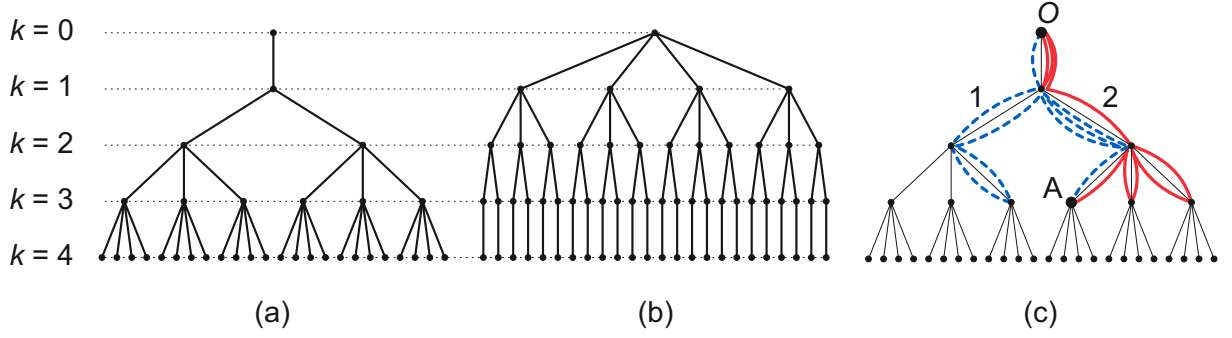 k = 0
k = 1
k = 2
k = 3
k = 4
O
1
2
A
(a)
(b)
(c)